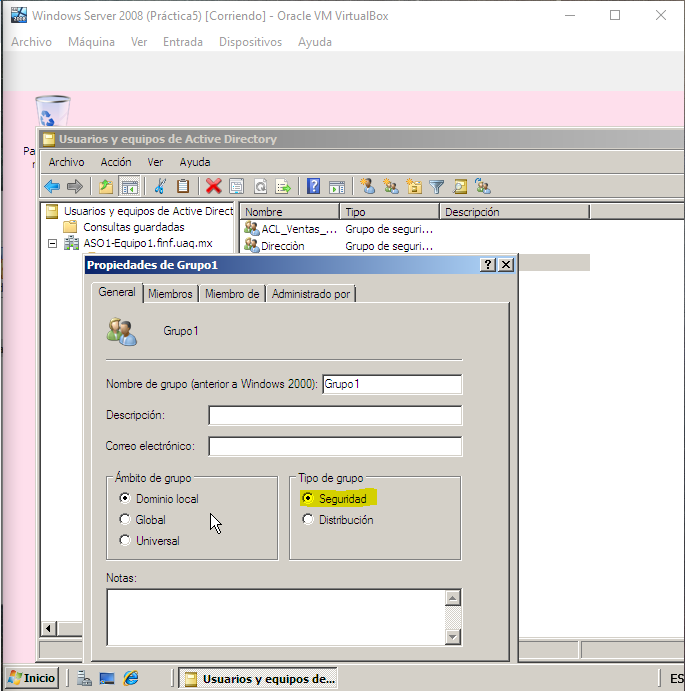 Windows Server 2008 (Práctica5) [Corriendo] - Oracle VM VirtualBox
Archivo Máquina Ver Entrada Dispositivos Ayuda
Usuarios y equipos de Active Directory
Archivo Acción Ver Ayuda
Usuarios y equipos de Active Direct
Consultas guardadas
ASO1-Equipo1.finf.uaq.mx
Nombre Tipo Descripción
ACL_Ventas_... Grupo de seguri...
Direcciòn Grupo de seguri...
Propiedades de Grupo1
General Miembros Miembro de Administrado por
Grupo1
Nombre de grupo (anterior a Windows 2000): Grupo1
Descripción:
Correo electrónico:
Ámbito de grupo
Dominio local
Global
Universal
Tipo de grupo
Seguridad
Distribución
Notas:
Inicio
Usuarios y equipos de...
ES